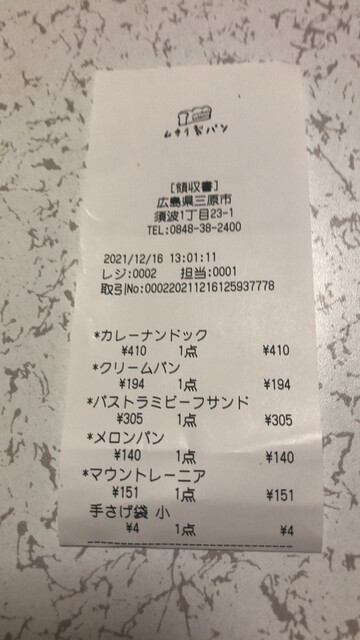 ムサシ製パン
[領収書]
広島県三原市
須波1丁目23-1
TEL:0848-38-2400
2021/12/16 13:01:11
レジ:0002 担当:0001
取引No:000220211216125937778
*カレーナンドック
¥410 1点 ¥410
*クリームパン
¥194 1点 ¥194
*パストラミビーフサンド
¥305 1点 ¥305
*メロンパン
¥140 1点 ¥140
*マウントレーニア
¥151 1点 ¥151
手さげ袋 小
¥4 1点 ¥4